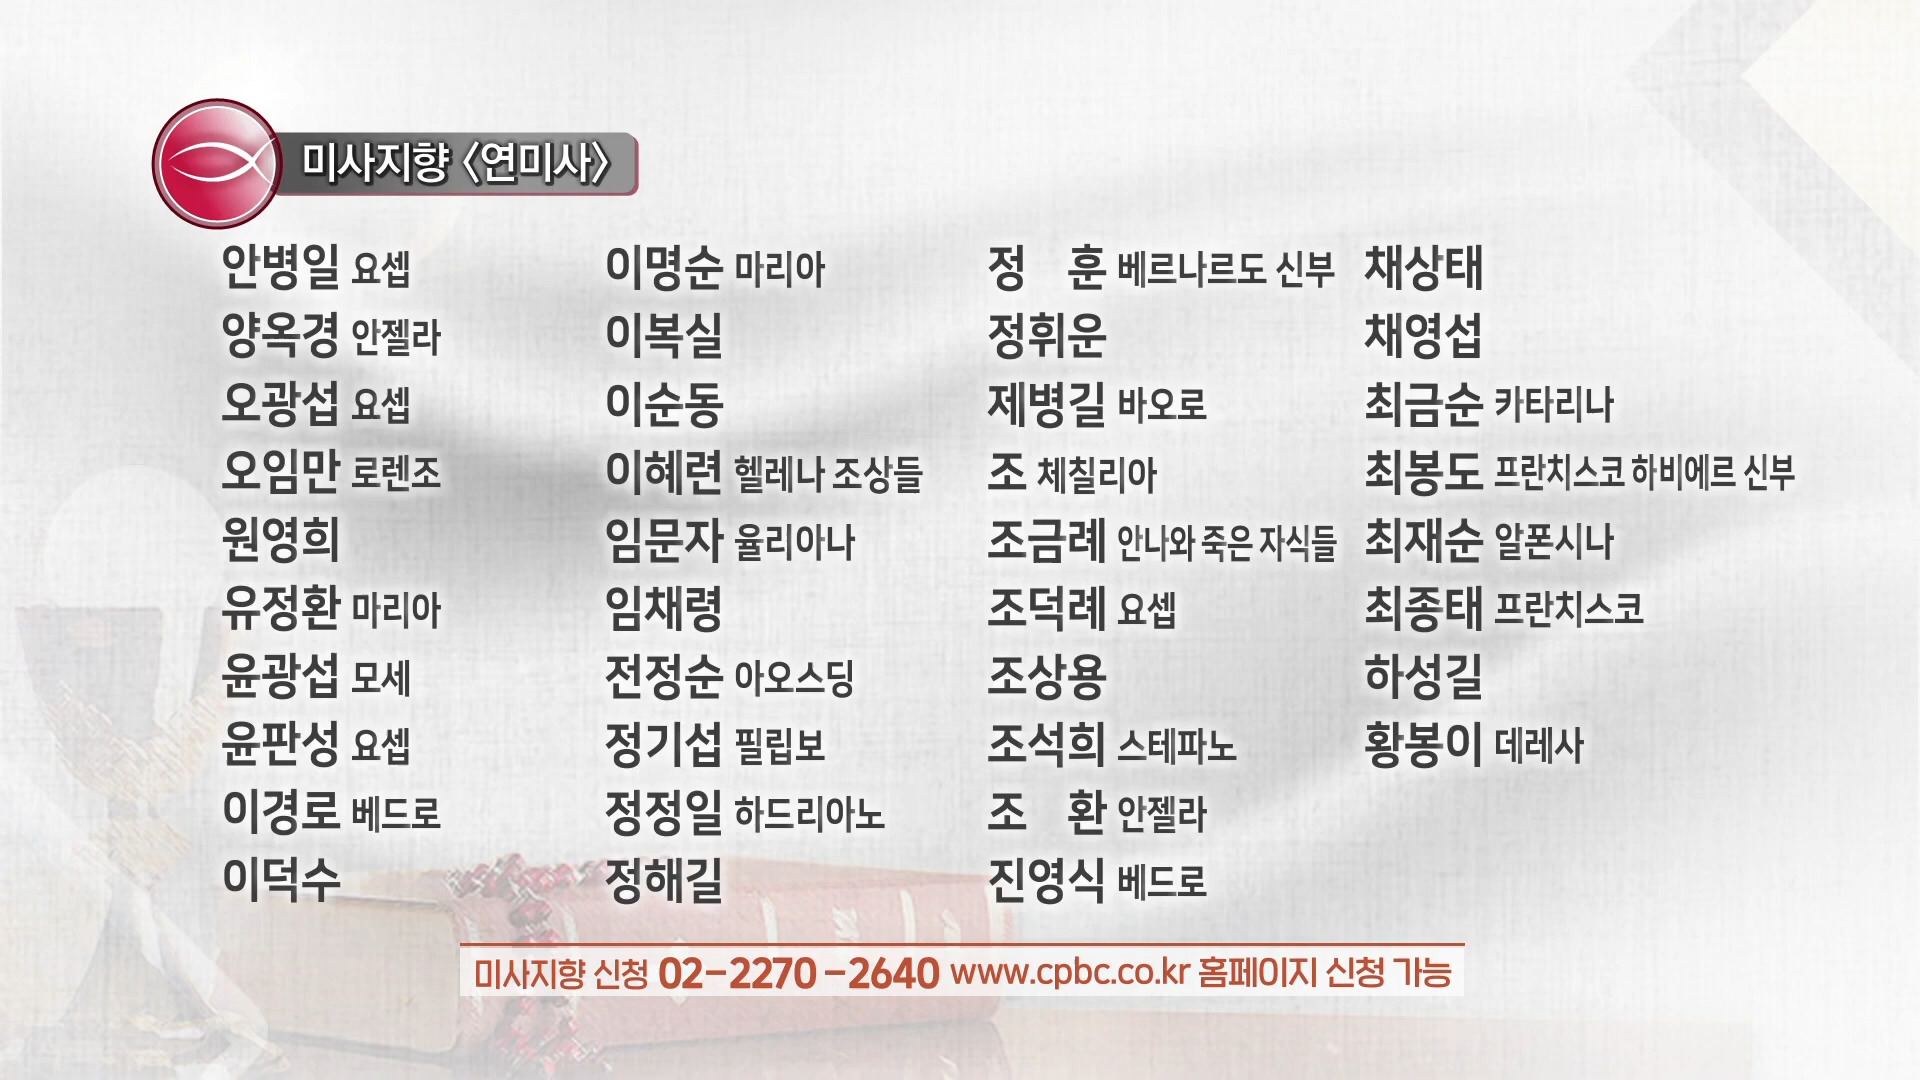 미사지향 〈연미사〉
안병일 요셉
양옥경 안젤라
오광섭 요셉
오임만 로렌조
원영희
유정환 마리아
윤광섭 모세
윤판성 요셉
이경로 베드로
이덕수
이명순 마리아
이복실
이순동
이혜련 헬레나 조상들
임문자 율리아나
임채령
전정순 아오스딩
정기섭 필립보
정정일 하드리아노
정해길
정 훈 베르나르도 신부
정휘운
제병길 바오로
조 체칠리아
조금례 안나와 죽은 자식들
조덕례 요셉
조상용
조석희 스테파노
조 환 안젤라
진영식 베드로
채상태
채영섭
최금순 카타리나
최봉도 프란치스코 하비에르 신부
최재순 알폰시나
최종태 프란치스코
하성길
황봉이 데레사
미사지향 신청 02-2270-2640 www.cpbc.co.kr 홈페이지 신청 가능